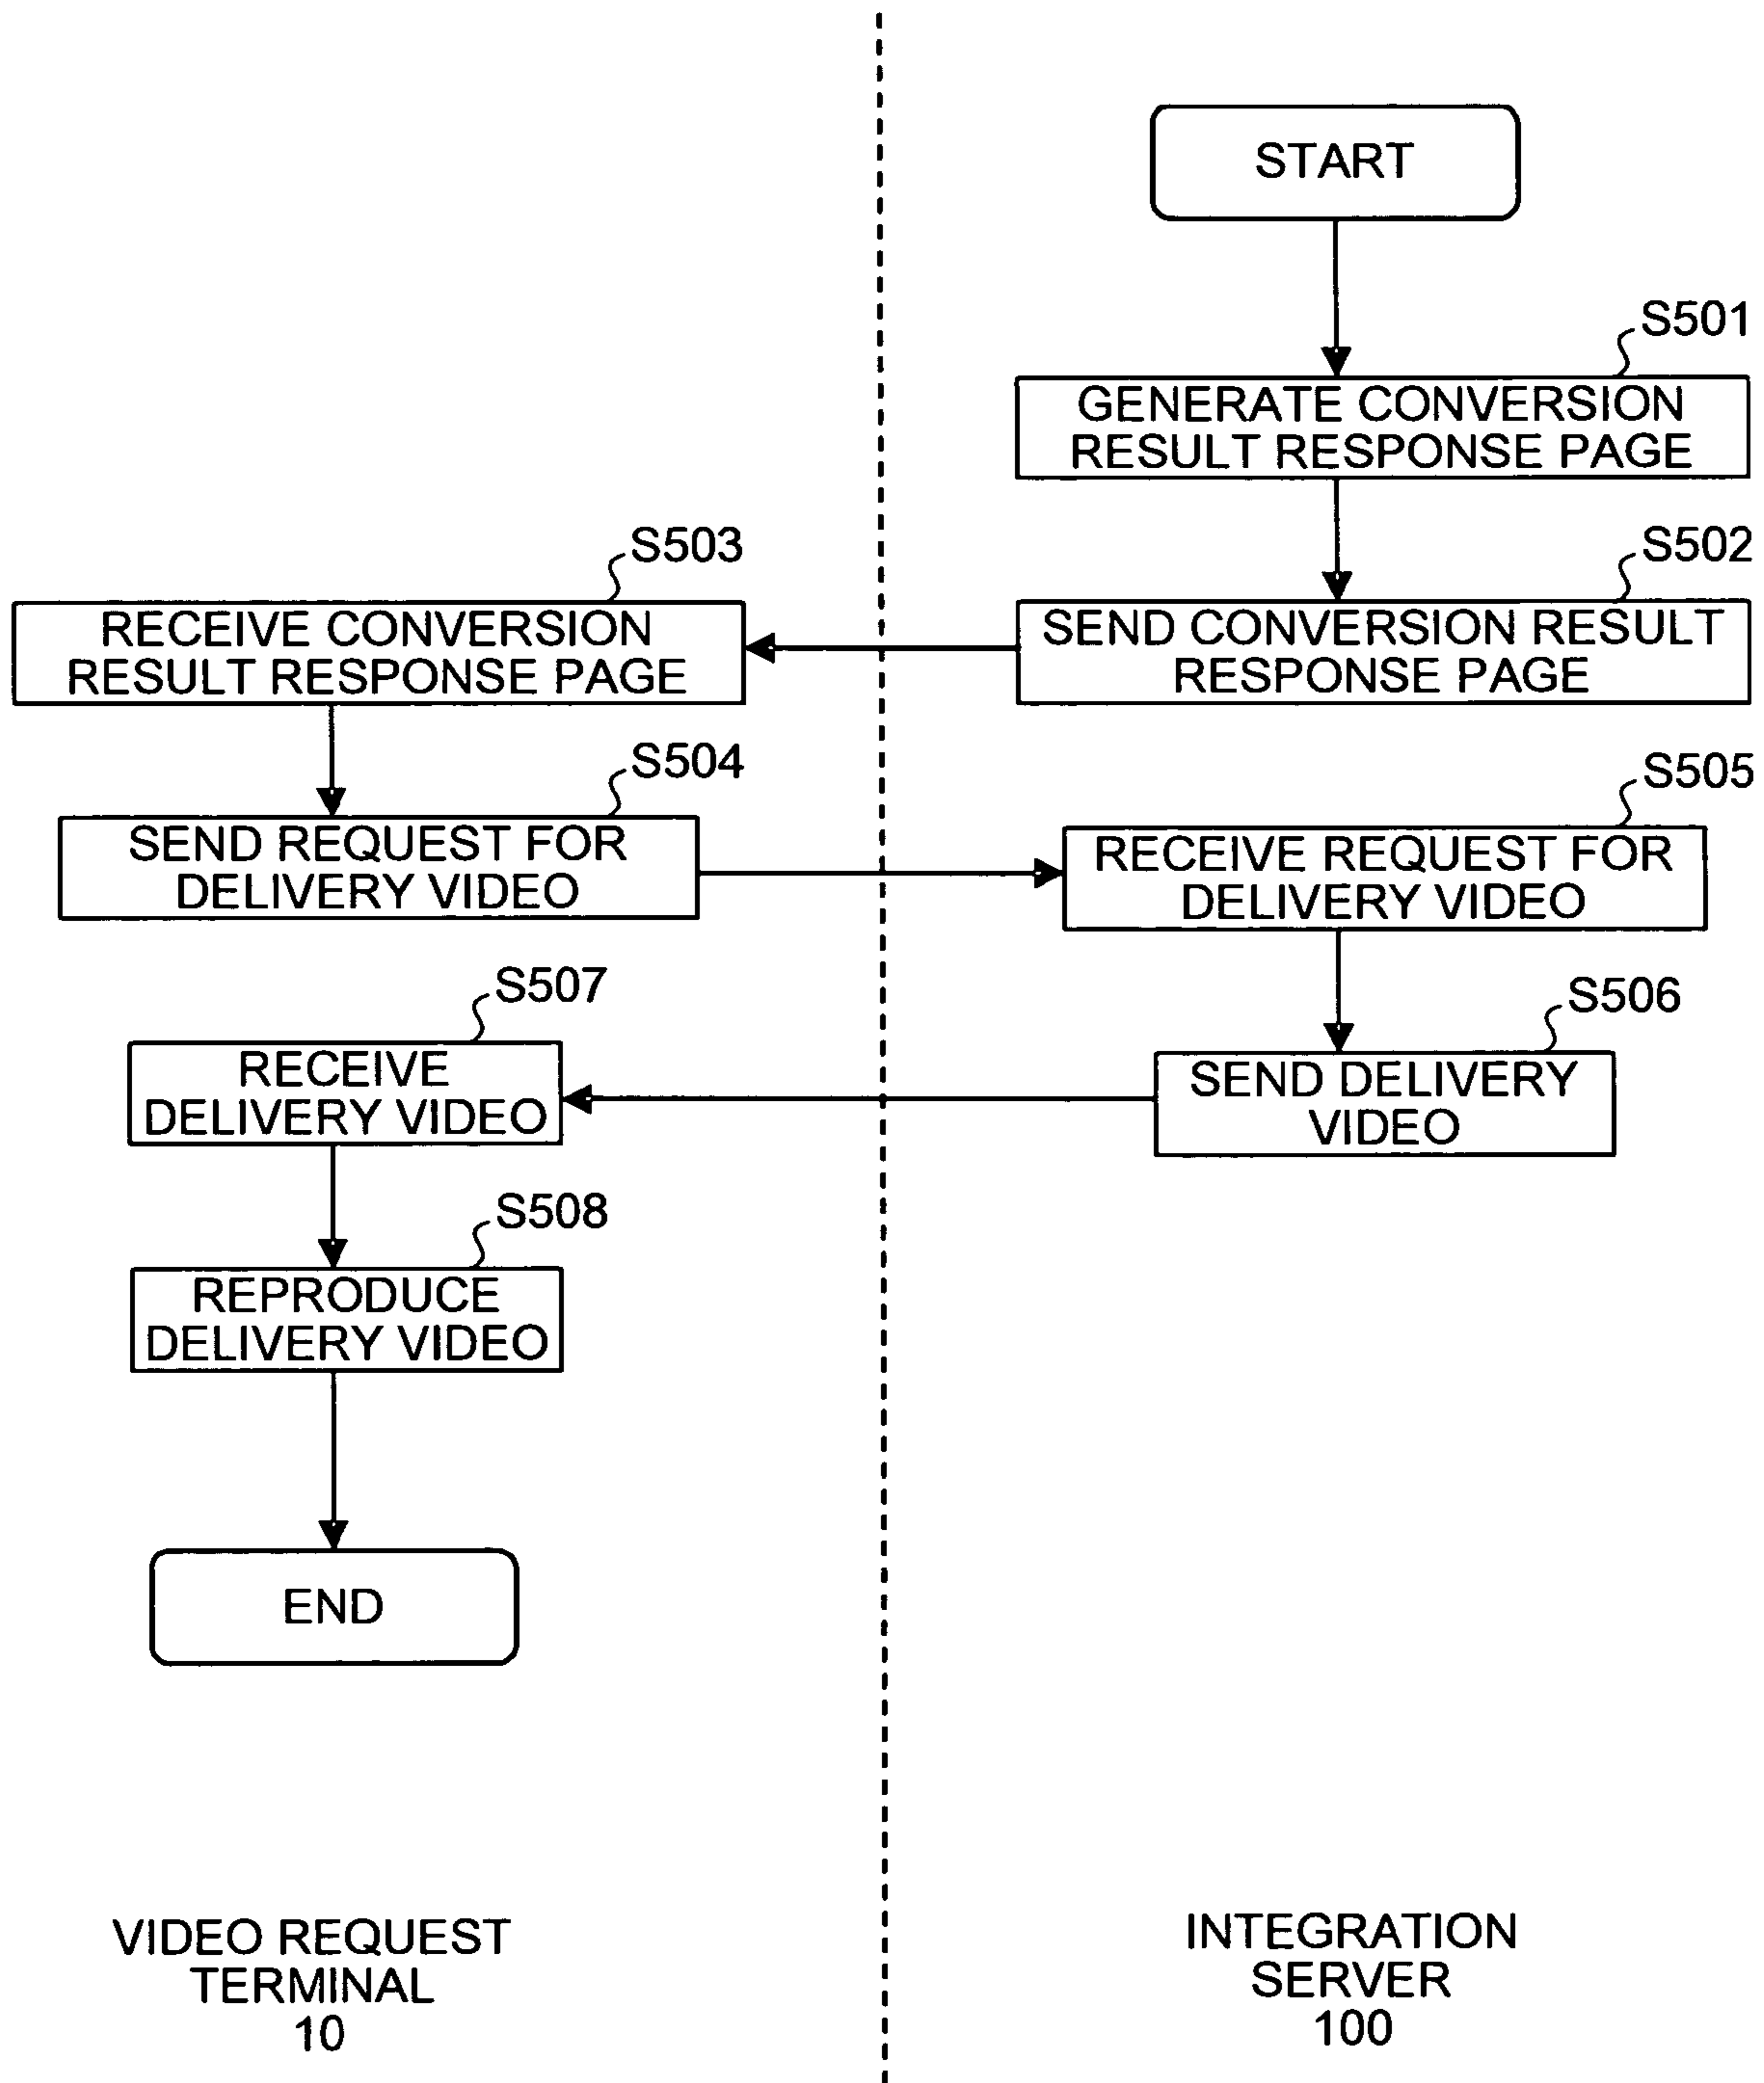 START
S501
GENERATE CONVERSION
RESULT RESPONSE PAGE
S502
SEND CONVERSION RESULT
RESPONSE PAGE
S503
RECEIVE CONVERSION
RESULT RESPONSE PAGE
S504
SEND REQUEST FOR
DELIVERY VIDEO
S505
RECEIVE REQUEST FOR
DELIVERY VIDEO
S506
SEND DELIVERY
VIDEO
S507
RECEIVE
DELIVERY VIDEO
S508
REPRODUCE
DELIVERY VIDEO
END
VIDEO REQUEST
TERMINAL
10
INTEGRATION
SERVER
100